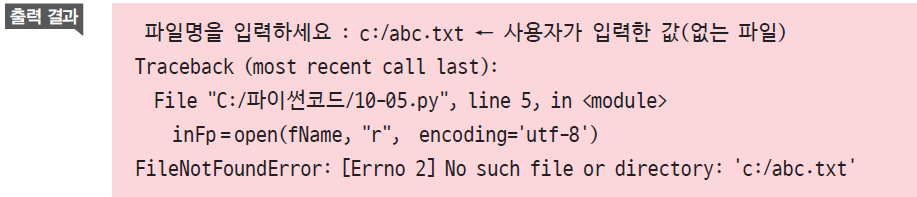 출력 결과
파일명을 입력하세요 : c:/abc.txt ← 사용자가 입력한 값(없는 파일)
Traceback (most recent call last):
File "C:/파이썬코드/10-05.py", line 5, in <module>
inFp=open(fName, "r", encoding='utf-8')
FileNotFoundError: [Errno 2] No such file or directory: 'c:/abc.txt'